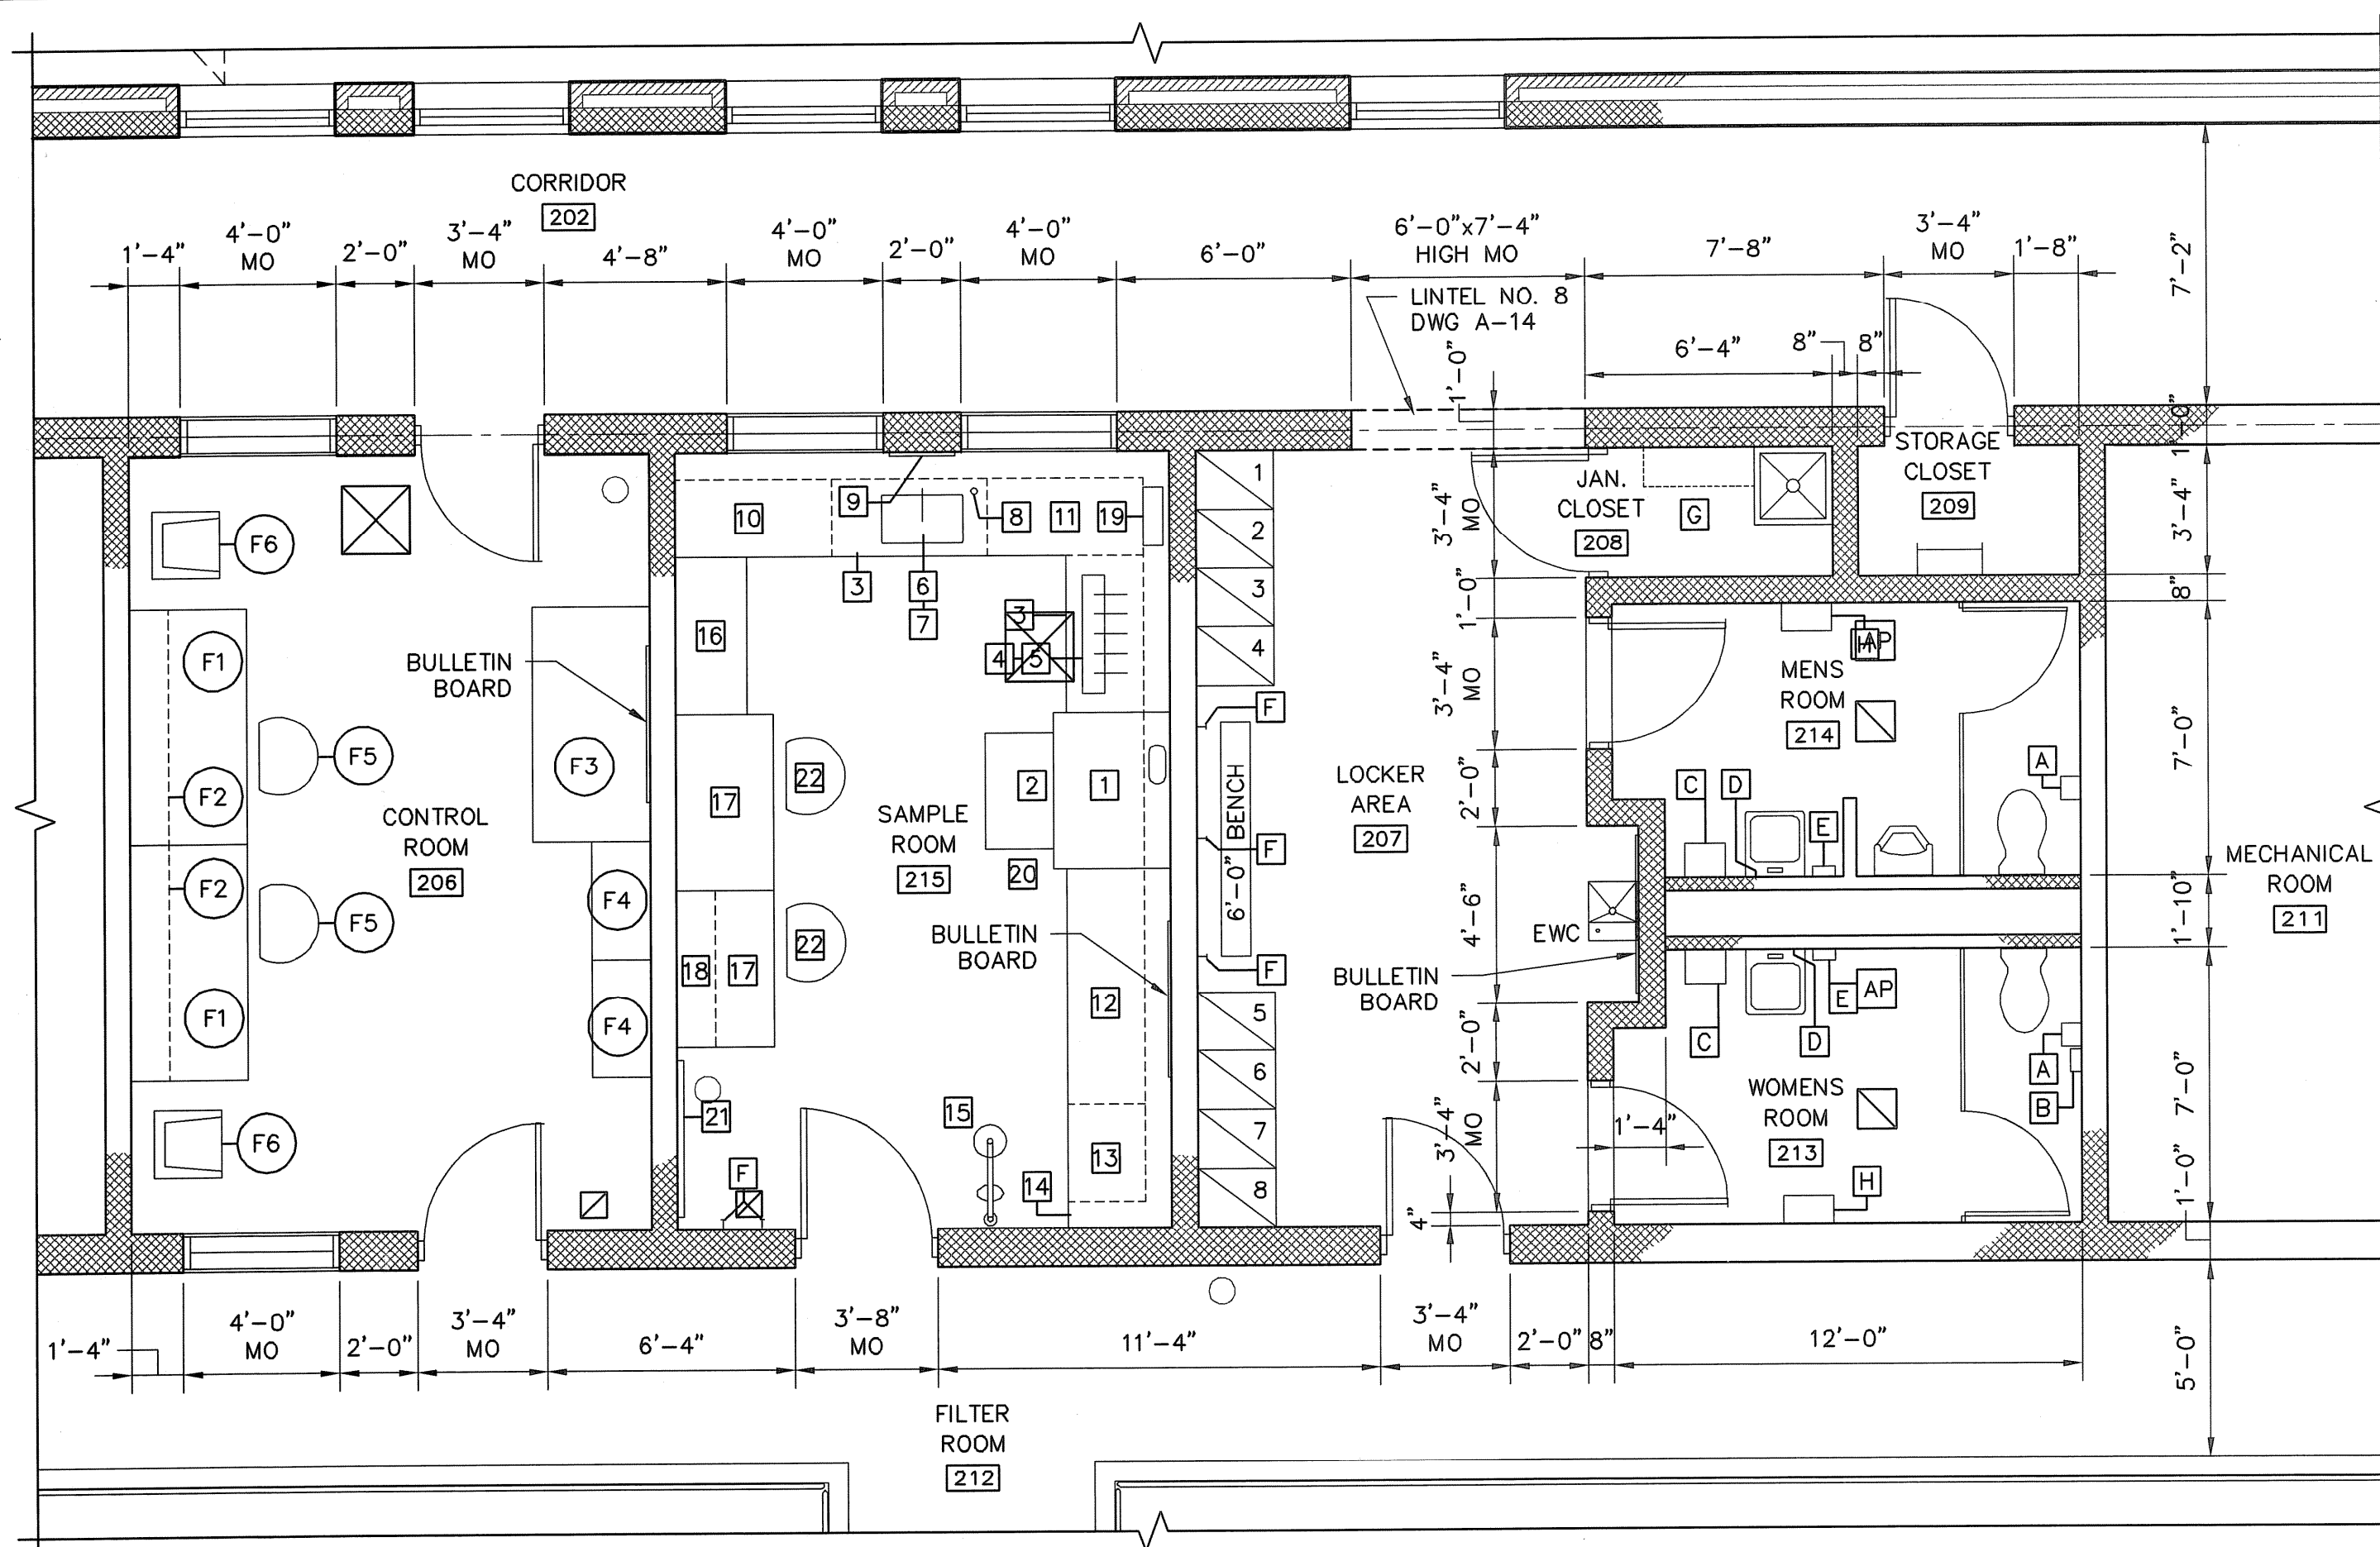 CORRIDOR
202
1'-4"
4'-0"
MO
2'-0"
3'-4"
MO
4'-8"
4'-0"
MO
2'-0"
4'-0"
MO
6'-0"
6'-0"x7'-4"
HIGH MO
7'-8"
3'-4"
MO
1'-8"
7'-2"
LINTEL NO. 8
DWG A-14
1'-0"
6'-4"
8"
8"
1'-0"
STORAGE
CLOSET
209
JAN.
CLOSET
208
G
3'-4"
MO
3'-4"
8"
1'-0"
F6
9
10
8
11
19
3
6
7
16
3
4
5
1
2
3
4
F1
BULLETIN
BOARD
F5
F2
F3
CONTROL
ROOM
206
F2
F4
F5
F1
F4
F6
17
22
SAMPLE
ROOM
215
2
1
20
18
17
22
BULLETIN
BOARD
12
15
13
14
21
F
F
F
F
6'-0" BENCH
LOCKER
AREA
207
5
6
7
8
3'-4"
MO
2'-0"
4'-6"
EWC
BULLETIN
BOARD
2'-0"
3'-4"
MO
4"
MENS
ROOM
214
A
C
D
E
7'-0"
1'-10"
MECHANICAL
ROOM
211
E
AP
C
D
A
B
WOMENS
ROOM
213
1'-4"
H
7'-0"
1'-0"
5'-0"
1'-4"
4'-0"
MO
2'-0"
3'-4"
MO
6'-4"
3'-8"
MO
11'-4"
3'-4"
MO
2'-0"
8"
12'-0"
FILTER
ROOM
212